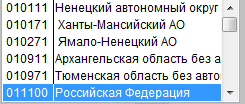 010111 Ненецкий автономный округ
010171 Ханты-Мансийский АО
010271 Ямало-Ненецкий АО
010911 Архангельская область без а
010971 Тюменская область без авто
011100 Российская Федерация